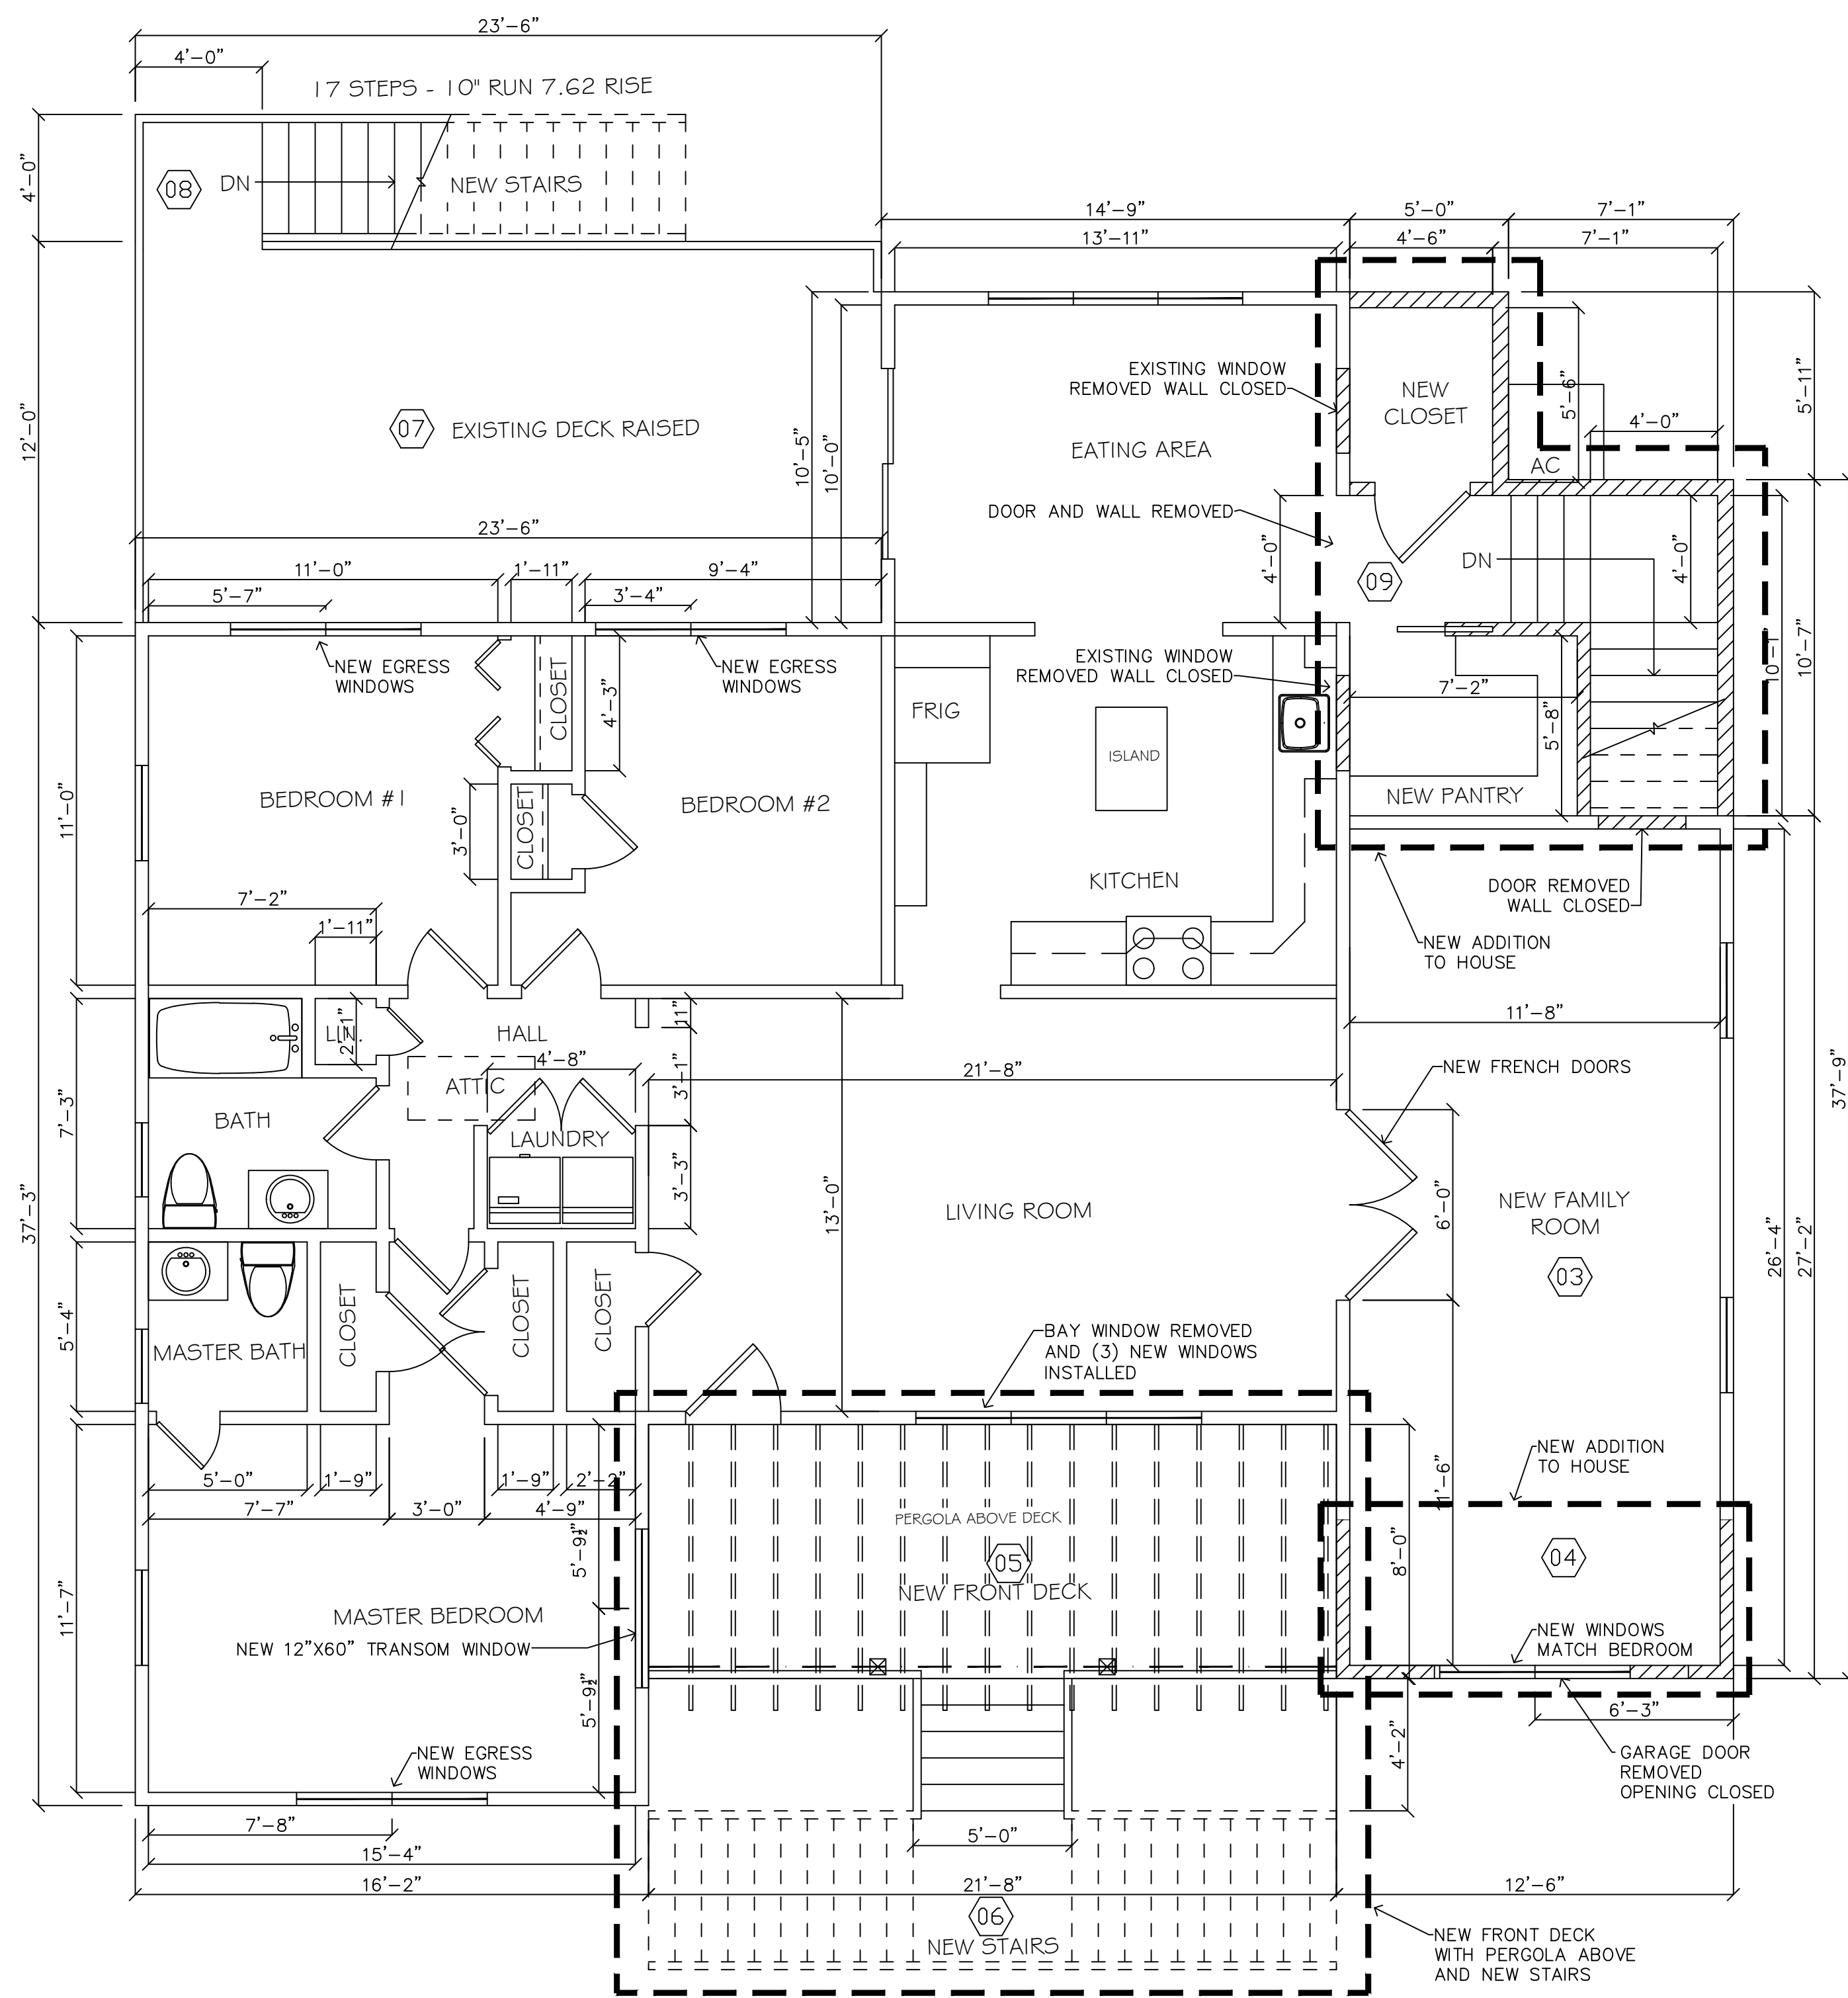 23'-6"
4'-0"
17 STEPS - 10" RUN 7.62 RISE
4'-0"
08
DN
NEW STAIRS
14'-9"
5'-0"
7'-1"
13'-11"
4'-6"
7'-1"
12'-0"
07
EXISTING DECK RAISED
10'-5"
10'-0"
EXISTING WINDOW
REMOVED WALL CLOSED
NEW
CLOSET
5'-6"
5'-11"
4'-0"
EATING AREA
AC
DOOR AND WALL REMOVED
23'-6"
11'-0"
1'-11"
9'-4"
5'-7"
3'-4"
4'-0"
09
DN
4'-0"
10'-1"
10'-7"
NEW EGRESS
WINDOWS
CLOSET
4'-3"
NEW EGRESS
WINDOWS
EXISTING WINDOW
REMOVED WALL CLOSED
7'-2"
FRIG
5'-8"
ISLAND
11'-0"
BEDROOM #1
CLOSET
3'-0"
BEDROOM #2
NEW PANTRY
KITCHEN
DOOR REMOVED
WALL CLOSED
7'-2"
1'-11"
NEW ADDITION
TO HOUSE
LIN.
2'-1"
HALL
11"
11'-8"
4'-8"
ATTIC
3'-1"
21'-8"
NEW FRENCH DOORS
37'-9"
7'-3"
BATH
LAUNDRY
3'-3"
37'-3"
13'-0"
LIVING ROOM
6'-0"
NEW FAMILY
ROOM
03
26'-4"
27'-2"
5'-4"
MASTER BATH
CLOSET
CLOSET
CLOSET
BAY WINDOW REMOVED
AND (3) NEW WINDOWS
INSTALLED
5'-0"
1'-9"
1'-9"
2'-2"
7'-7"
3'-0"
4'-9"
11'-6"
NEW ADDITION
TO HOUSE
PERGOLA ABOVE DECK
05
NEW FRONT DECK
5'-9½"
8'-0"
04
11'-7"
MASTER BEDROOM
NEW 12"X60" TRANSOM WINDOW
NEW WINDOWS
MATCH BEDROOM
5'-9½"
6'-3"
4'-2"
NEW EGRESS
WINDOWS
GARAGE DOOR
REMOVED
OPENING CLOSED
7'-8"
5'-0"
15'-4"
16'-2"
21'-8"
12'-6"
06
NEW STAIRS
NEW FRONT DECK
WITH PERGOLA ABOVE
AND NEW STAIRS